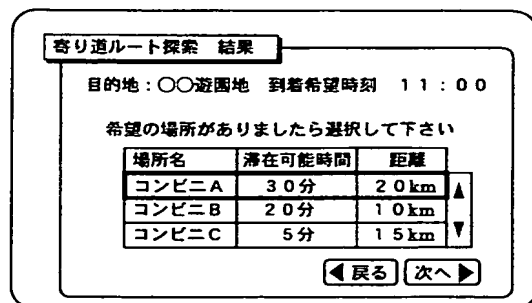 寄り道ルート探索 結果
目的地:○○遊園地 到着希望時刻 11:00
希望の場所がありましたら選択して下さい
場所名 滞在可能時間 距離
コンビニA 30分 20km ▲
コンビニB 20分 10km
コンビニC 5分 15km ▼
◀戻る 次へ▶